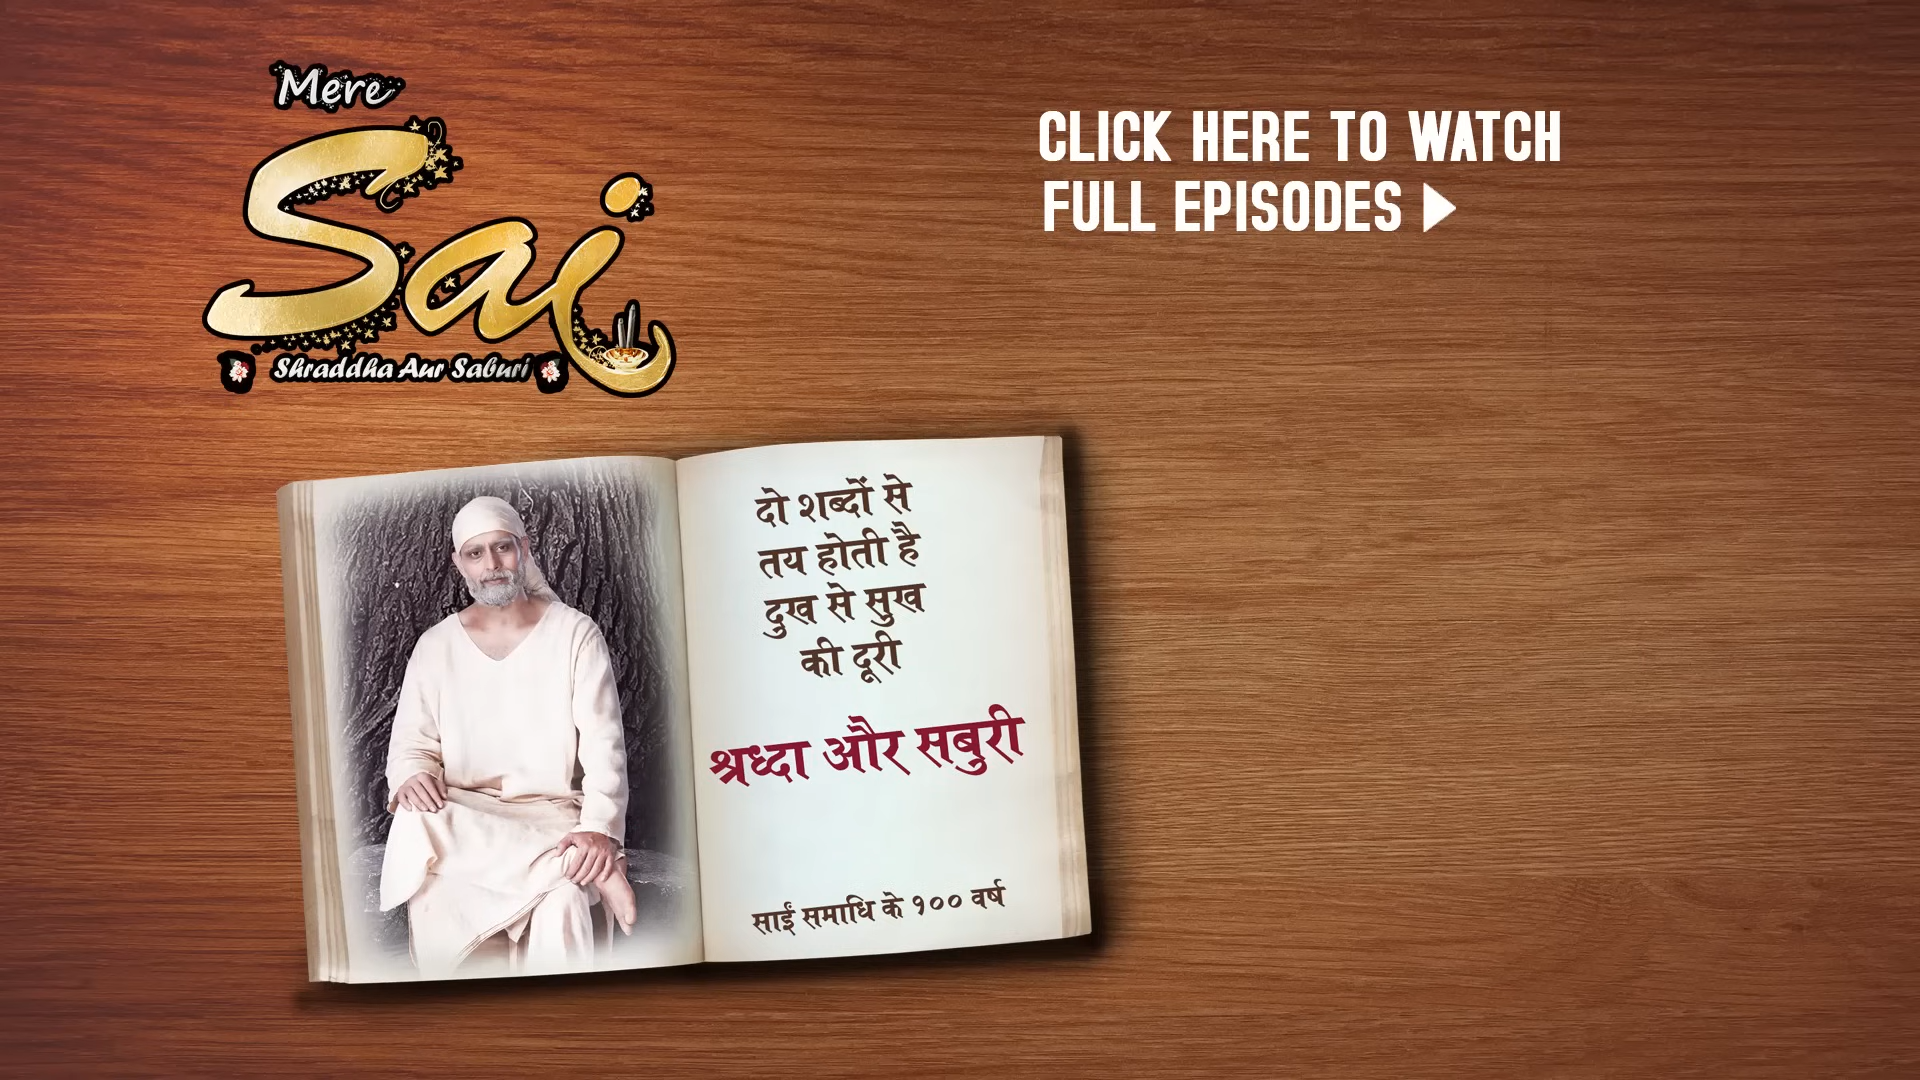 Mere
Sai
Shraddha Aur Saburi
CLICK HERE TO WATCH
FULL EPISODES
दो शब्दों से
तय होती है
दुख से सुख
की दूरी
श्रध्दा और सबुरी
साईं समाधि के १०० वर्ष